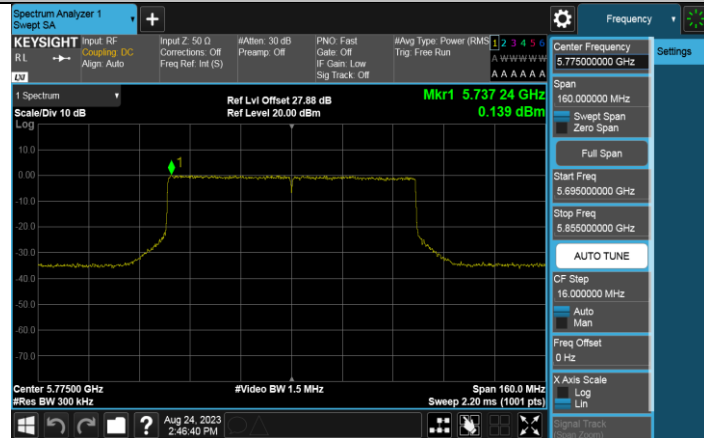 Spectrum Analyzer 1
Swept SA
+
Frequency
KEYSIGHT
RL
LXI
Input: RF
Coupling: DC
Align: Auto
Input Z: 50 Ω
Corrections: Off
Freq Ref: Int (S)
#Atten: 30 dB
Preamp: Off
PNO: Fast
Gate: Off
IF Gain: Low
Sig Track: Off
#Avg Type: Power (RMS
Trig: Free Run
1 2 3 4 5 6
A W W W W W
A A A A A A
Center Frequency
5.775000000 GHz
Settings
Span
160.000000 MHz
Swept Span
Zero Span
Full Span
Start Freq
5.695000000 GHz
Stop Freq
5.855000000 GHz
AUTO TUNE
CF Step
16.000000 MHz
Auto
Man
Freq Offset
0 Hz
X Axis Scale
Log
Lin
Signal Track
(Span Zoom)
1 Spectrum
Scale/Div 10 dB
Ref Lvl Offset 27.88 dB
Ref Level 20.00 dBm
Mkr1 5.737 24 GHz
0.139 dBm
Log
10.0
0.00
-10.0
-20.0
-30.0
-40.0
-50.0
-60.0
-70.0
1
Center 5.77500 GHz
#Res BW 300 kHz
#Video BW 1.5 MHz
Span 160.0 MHz
Sweep 2.20 ms (1001 pts)
?
Aug 24, 2023
2:46:40 PM